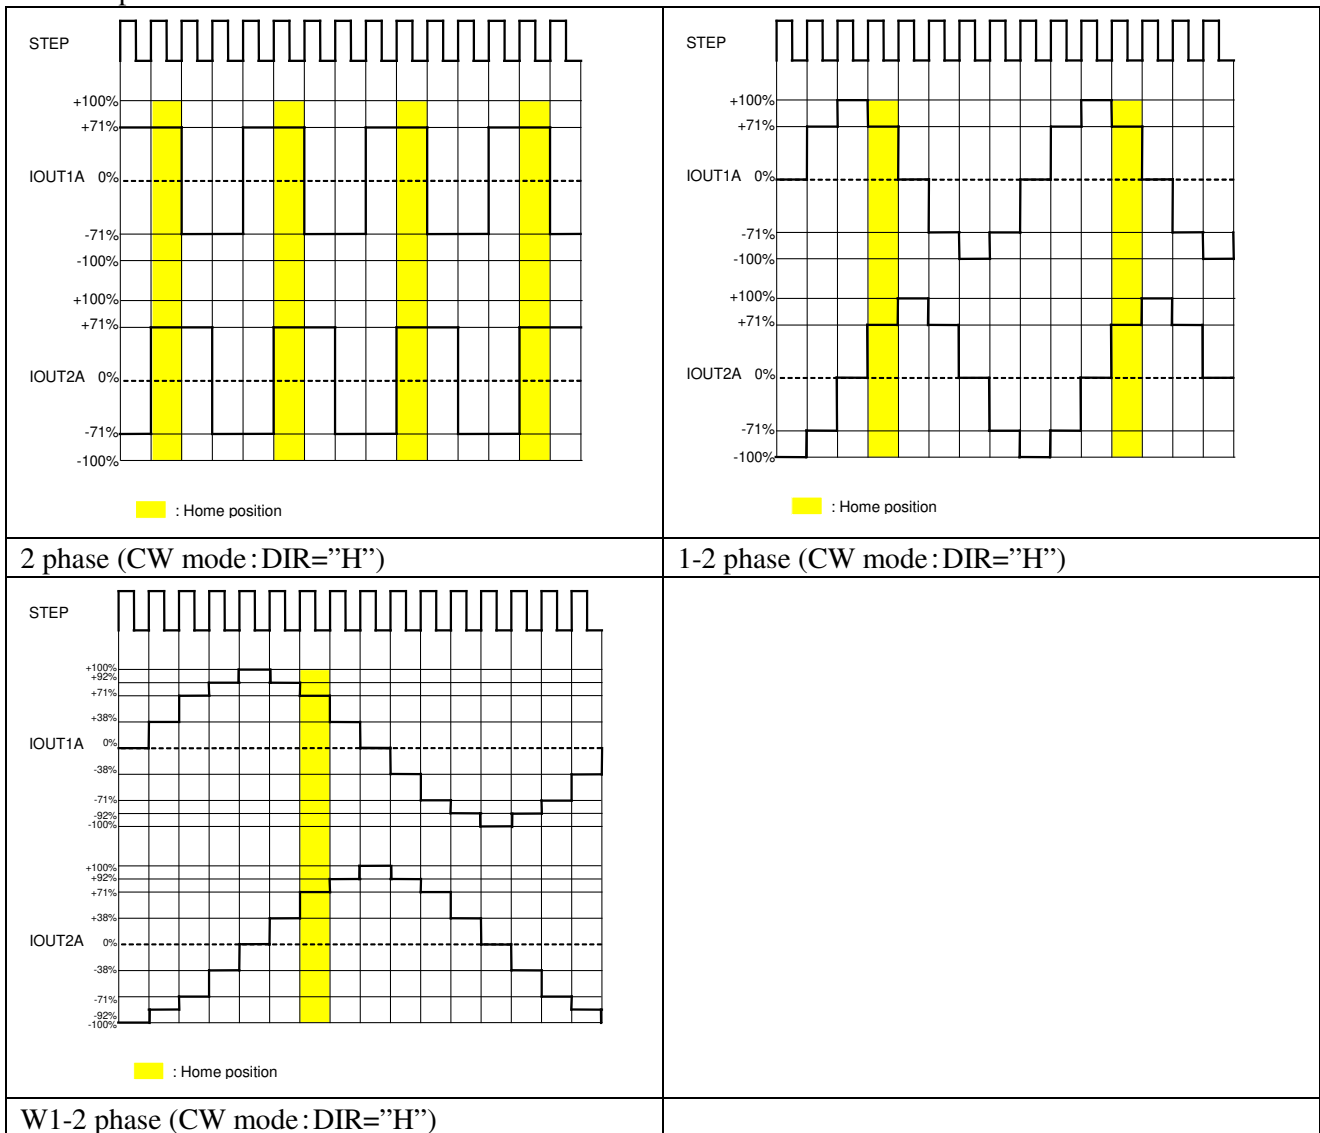 STEP
+100%
+71%
IOUT1A 0%
-71%
-100%
+100%
+71%
IOUT2A 0%
-71%
-100%
: Home position
STEP
+100%
+71%
IOUT1A 0%
-71%
-100%
+100%
+71%
IOUT2A 0%
-71%
-100%
: Home position
2 phase (CW mode:DIR=”H”)
1-2 phase (CW mode:DIR=”H”)
STEP
+100%
+92%
+71%
+38%
IOUT1A 0%
-38%
-71%
-92%
-100%
+100%
+92%
+71%
+38%
IOUT2A 0%
-38%
-71%
-92%
-100%
: Home position
W1-2 phase (CW mode:DIR=”H”)